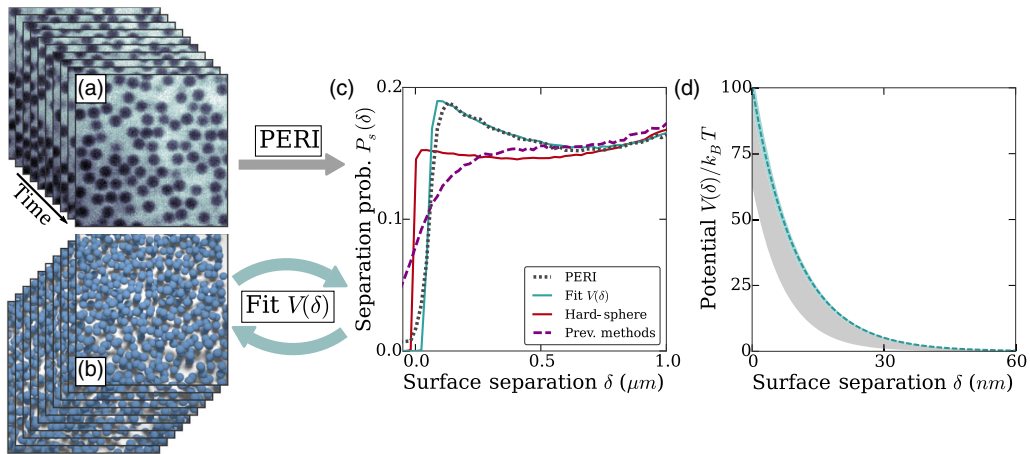 (a)
PERI
Time
Fit V(δ)
(b)
(c)
Separation prob. Pₛ(δ)
0.2
0.1
0.0
0.0
0.5
1.0
PERI
Fit V(δ)
Hard-sphere
Prev. methods
Surface separation δ (μm)
(d)
Potential V(δ)/k_BT
100
75
50
25
0
0
30
60
Surface separation δ (nm)